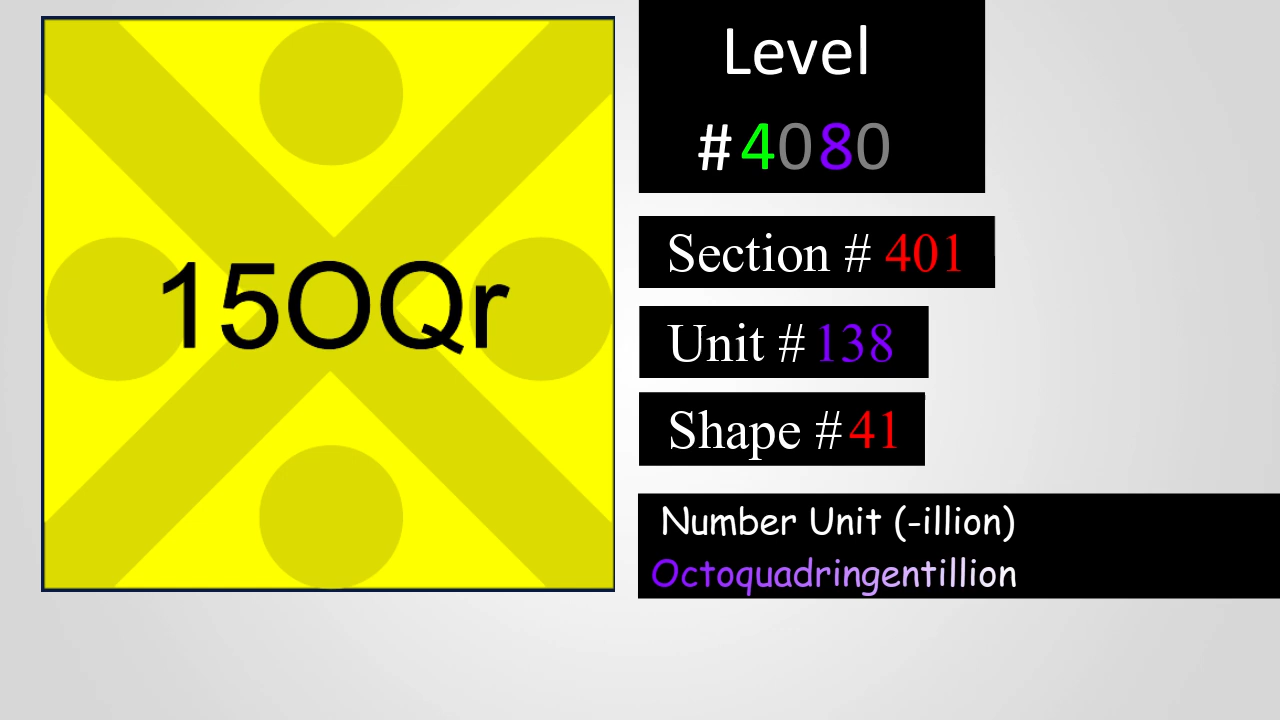 15OQr
Level
#4080
Section # 401
Unit # 138
Shape # 41
Number Unit (-illion)
Octoquadringentillion